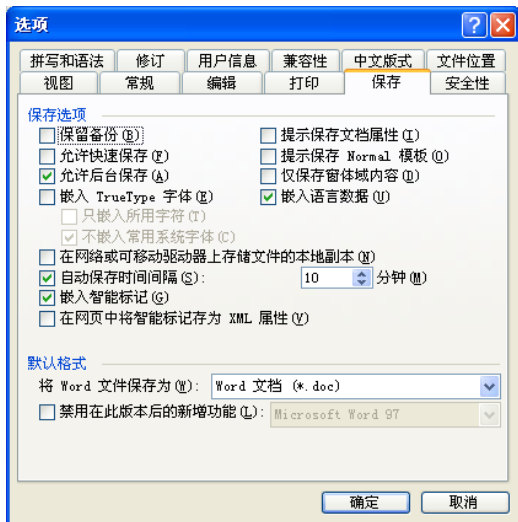 选项
拼写和语法 修订 用户信息 兼容性 中文版式 文件位置
视图 常规 编辑 打印 保存 安全性
保存选项
保留备份(B) 提示保存文档属性(I)
允许快速保存(F) 提示保存 Normal 模板(O)
允许后台保存(A) 仅保存窗体域内容(D)
嵌入 TrueType 字体(E) 嵌入语言数据(U)
只嵌入所用字符(T)
不嵌入常用系统字体(C)
在网络或可移动驱动器上存储文件的本地副本(N)
自动保存时间间隔(S): 10 分钟(M)
嵌入智能标记(G)
在网页中将智能标记存为 XML 属性(V)
默认格式
将 Word 文件保存为(W): Word 文档 (*.doc)
禁用在此版本后的新增功能(L): Microsoft Word 97
确定 取消